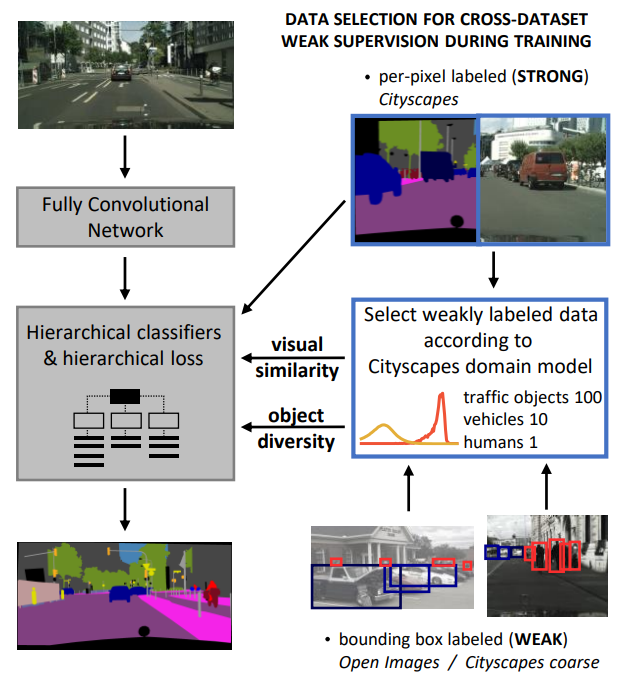 DATA SELECTION FOR CROSS-DATASET
WEAK SUPERVISION DURING TRAINING
• per-pixel labeled (STRONG)
Cityscapes
Fully Convolutional
Network
Hierarchical classifiers
& hierarchical loss
visual
similarity
object
diversity
Select weakly labeled data
according to
Cityscapes domain model
traffic objects 100
vehicles 10
humans 1
• bounding box labeled (WEAK)
Open Images / Cityscapes coarse